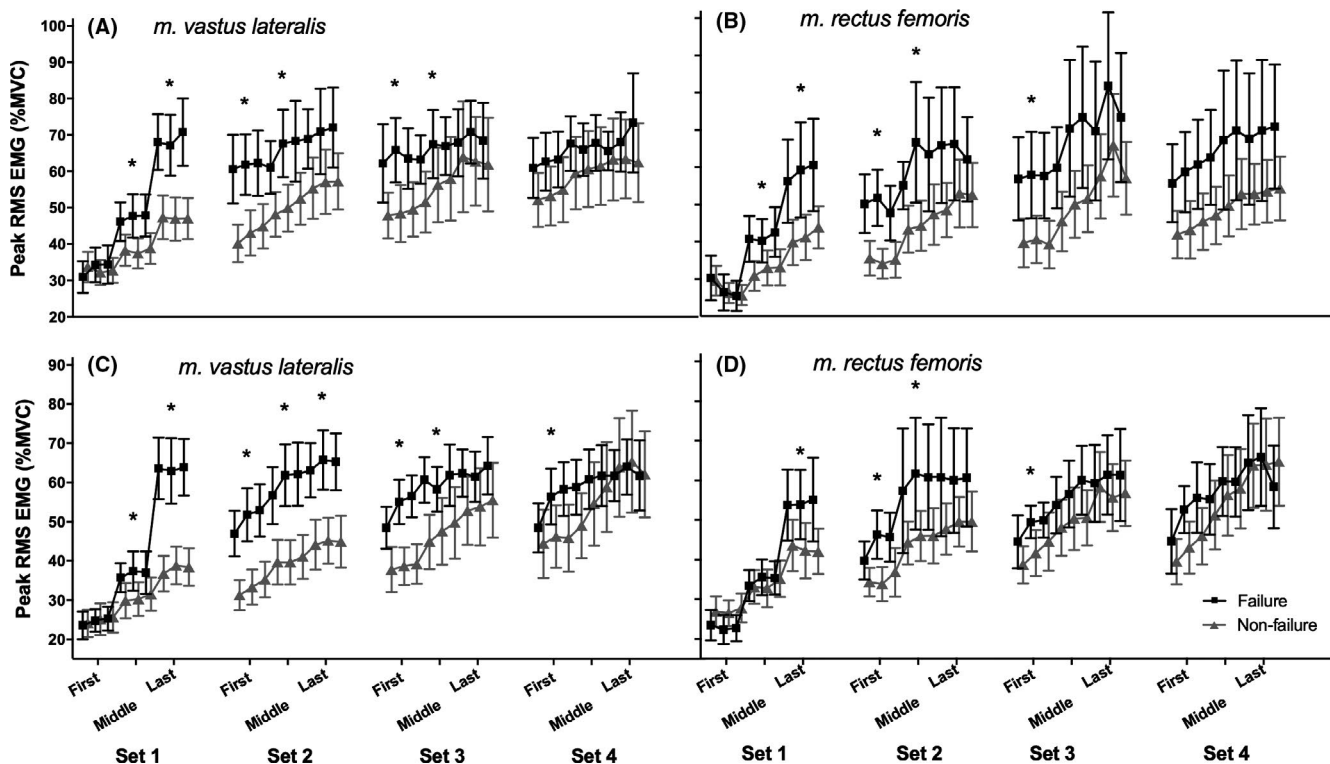 (A) m. vastus lateralis
(B) m. rectus femoris
Peak RMS EMG (%MVC)
100
90
80
70
60
50
40
30
20
* * * * * *
* * * * *
(C) m. vastus lateralis
(D) m. rectus femoris
Peak RMS EMG (%MVC)
90
80
70
60
50
40
30
20
* * * * * * * *
* * * *
Failure
Non-failure
First Middle Last First Middle Last First Middle Last First Middle Last
First Middle Last First Middle Last First Middle Last First Middle Last
Set 1 Set 2 Set 3 Set 4
Set 1 Set 2 Set 3 Set 4